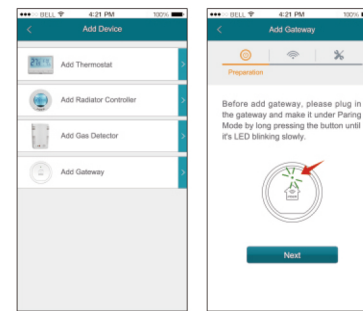 BELL 4:21 PM 100%
Add Device
Add Thermostat
Add Radiator Controller
Add Gas Detector
Add Gateway
BELL 4:21 PM 100%
Add Gateway
Preparation
Before add gateway, please plug in
the gateway and make it under Paring
Mode by long pressing the button until
it's LED blinking slowly.
Next